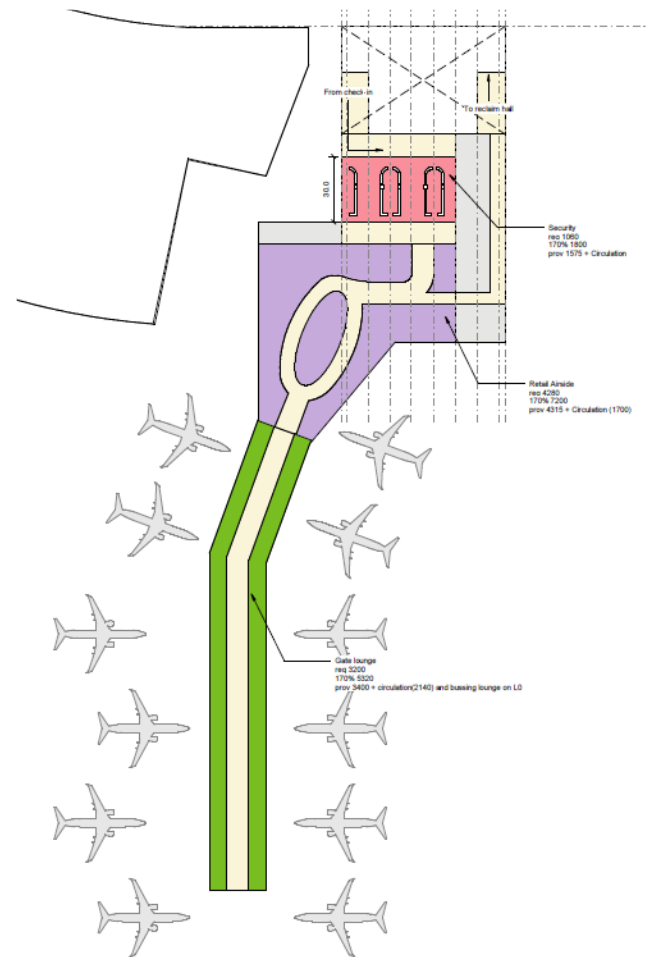 From check-in
"To reclaim hall
30.0
Security
req 1060
170% 1800
prov 1575 + Circulation
Retail Airside
req 4280
170% 7200
prov 4315 + Circulation (1700)
Gate lounge
req 3200
170% 5320
prov 3400 + circulation(2140) and bussing lounge on L0